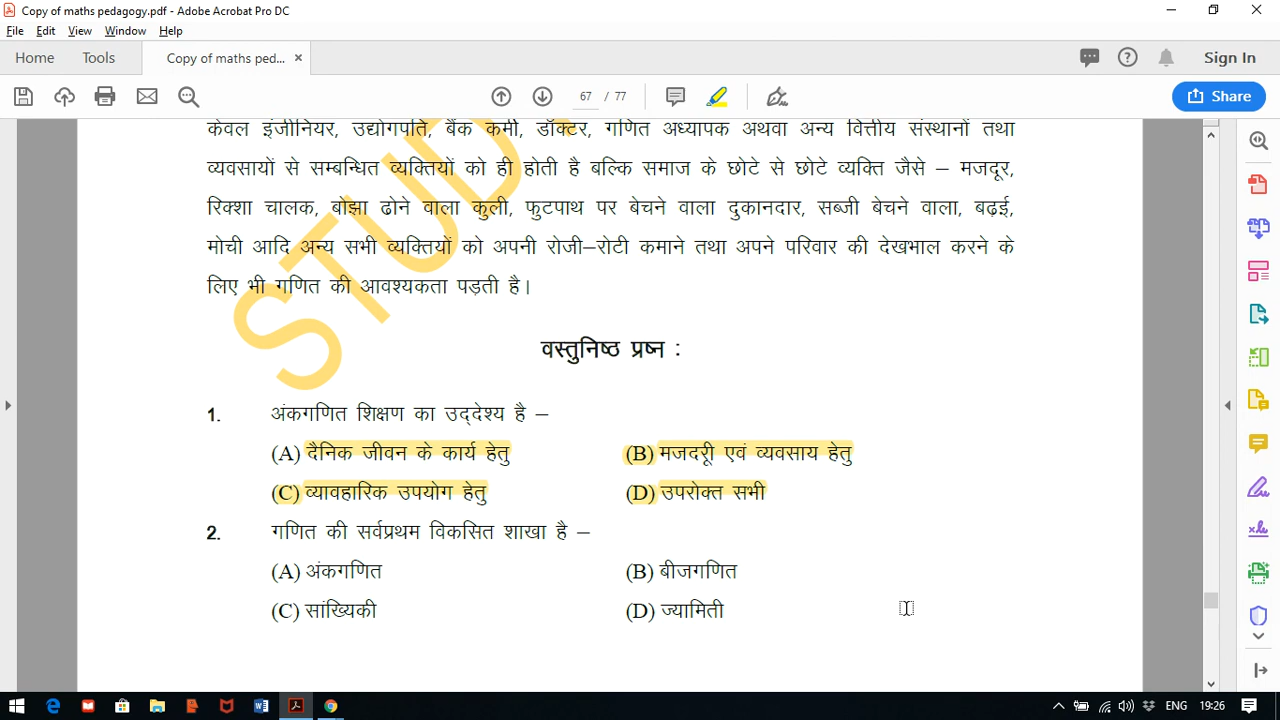 Copy of maths pedagogy.pdf - Adobe Acrobat Pro DC
File Edit View Window Help
Home Tools Copy of maths ped... × Sign In
67 / 77 Share
केवल इंजीनियर, उद्योगपति, बैंक कर्मी, डॉक्टर, गणित अध्यापक अथवा अन्य वित्तीय संस्थानों तथा
व्यवसायों से सम्बन्धित व्यक्तियों को ही होती है बल्कि समाज के छोटे से छोटे व्यक्ति जैसे – मजदूर,
रिक्शा चालक, बोझा ढोने वाला कुली, फुटपाथ पर बेचने वाला दुकानदार, सब्जी बेचने वाला, बढ़ई,
मोची आदि अन्य सभी व्यक्तियों को अपनी रोजी–रोटी कमाने तथा अपने परिवार की देखभाल करने के
लिए भी गणित की आवश्यकता पड़ती है।
STUD
वस्तुनिष्ठ प्रष्न :
1. अंकगणित शिक्षण का उद्देश्य है –
(A) दैनिक जीवन के कार्य हेतु (B) मजदरूी एवं व्यवसाय हेतु
(C) व्यावहारिक उपयोग हेतु (D) उपरोक्त सभी
2. गणित की सर्वप्रथम विकसित शाखा है –
(A) अंकगणित (B) बीजगणित
(C) सांख्यिकी (D) ज्यामिती
ENG 19:26